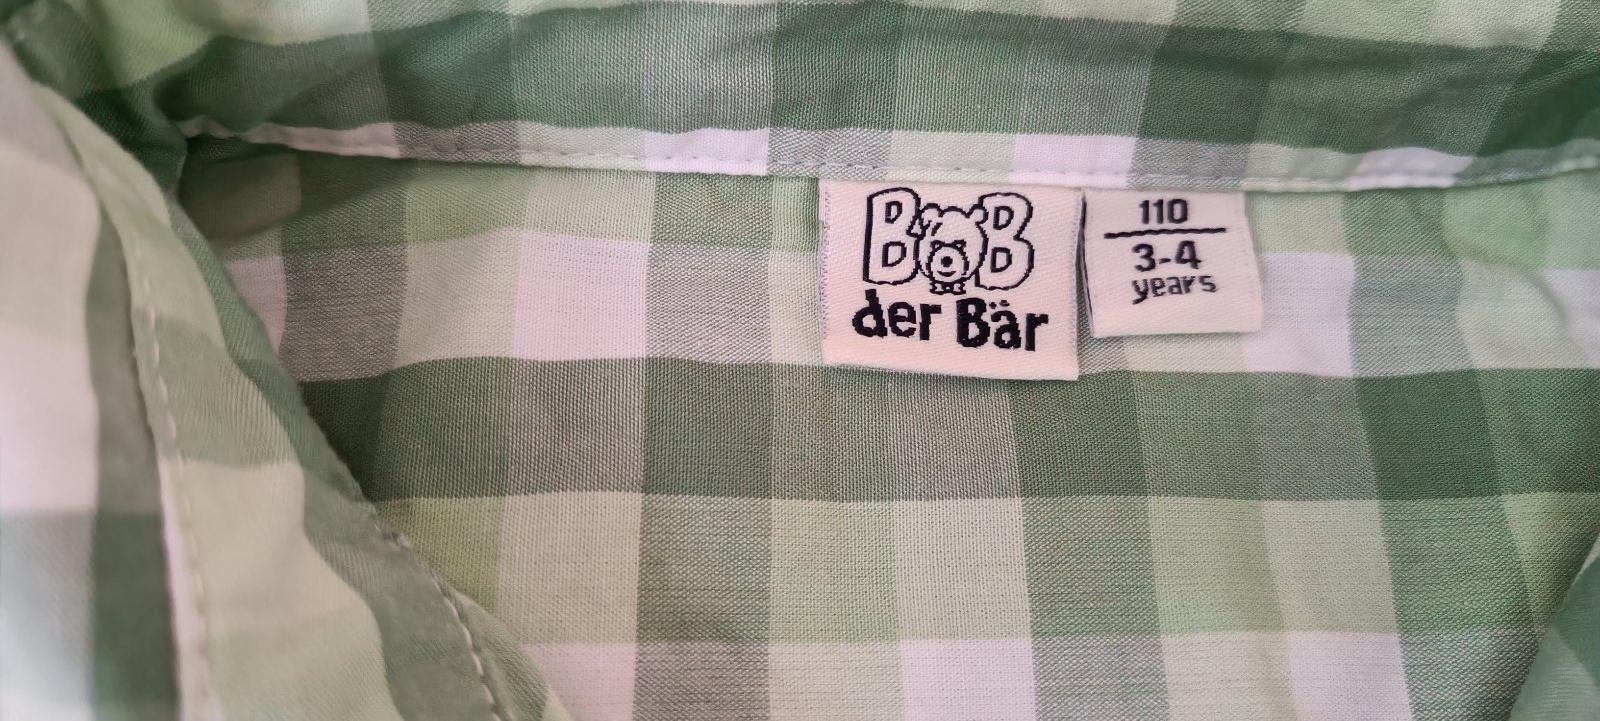 BOB
der Bär
110
3-4
years